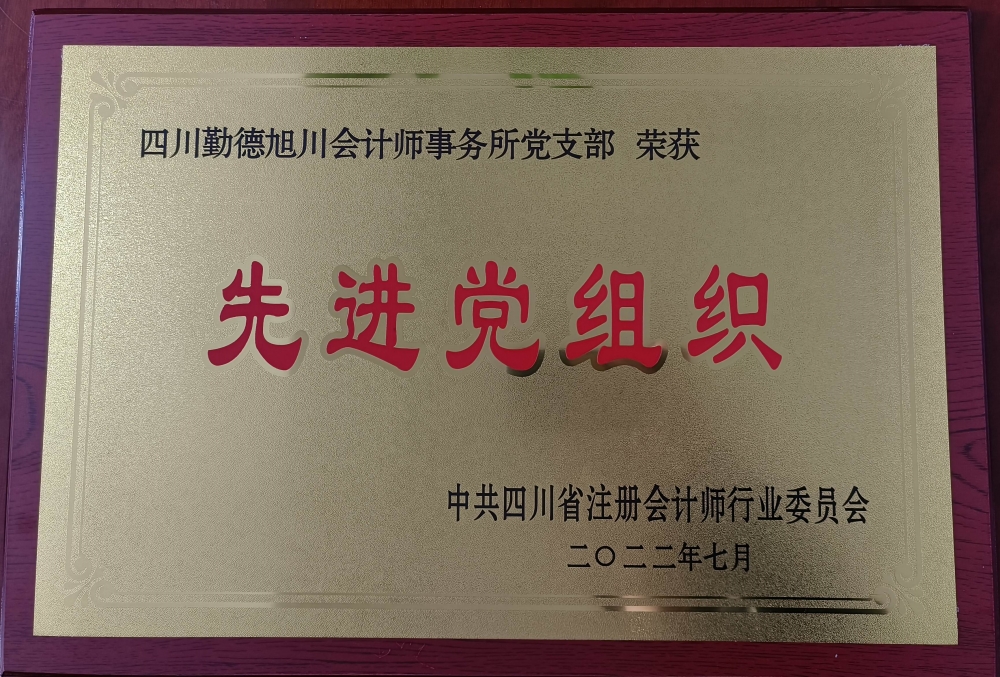 四川勤德旭川会计师事务所党支部 荣获
先进党组织
中共四川省注册会计师行业委员会
二〇二二年七月